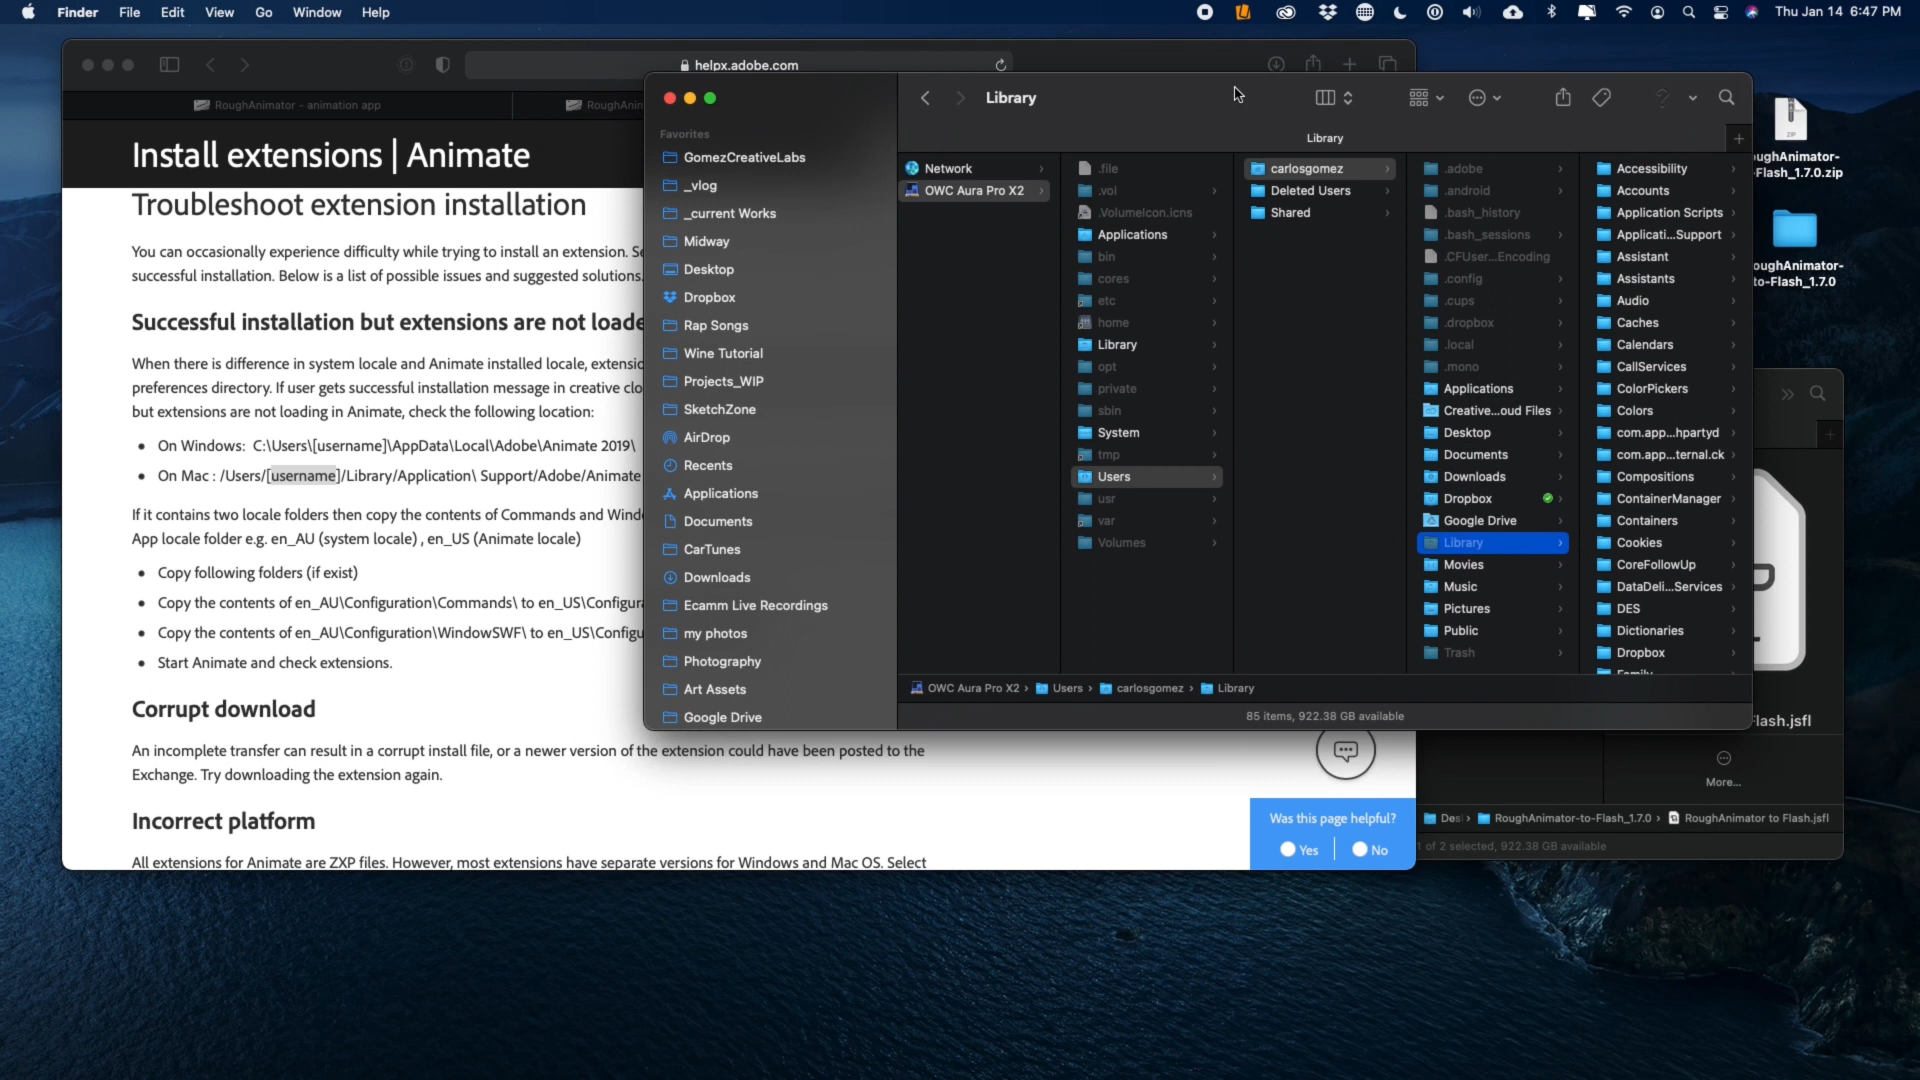 Finder File Edit View Go Window Help
Thu Jan 14 6:47 PM
helpx.adobe.com
RoughAnimator - animation app
RoughAnim
Install extensions | Animate
Troubleshoot extension installation
You can occasionally experience difficulty while trying to install an extension. Se
successful installation. Below is a list of possible issues and suggested solutions.
Successful installation but extensions are not loade
When there is difference in system locale and Animate installed locale, extensio
preferences directory. If user gets successful installation message in creative clo
but extensions are not loading in Animate, check the following location:
• On Windows: C:\Users\[username]\AppData\Local\Adobe\Animate 2019\
• On Mac : /Users/[username]/Library/Application\ Support/Adobe/Animate
If it contains two locale folders then copy the contents of Commands and Wind
App locale folder e.g. en_AU (system locale) , en_US (Animate locale)
• Copy following folders (if exist)
• Copy the contents of en_AU\Configuration\Commands\ to en_US\Configura
• Copy the contents of en_AU\Configuration\WindowSWF\ to en_US\Configu
• Start Animate and check extensions.
Corrupt download
An incomplete transfer can result in a corrupt install file, or a newer version of the extension could have been posted to the
Exchange. Try downloading the extension again.
Incorrect platform
All extensions for Animate are ZXP files. However, most extensions have separate versions for Windows and Mac OS. Select
Was this page helpful?
Yes No
Favorites
GomezCreativeLabs
_vlog
_current Works
Midway
Desktop
Dropbox
Rap Songs
Wine Tutorial
Projects_WIP
SketchZone
AirDrop
Recents
Applications
Documents
CarTunes
Downloads
Ecamm Live Recordings
my photos
Photography
Art Assets
Google Drive
Library
Library
Network
OWC Aura Pro X2
.file
.vol
.VolumeIcon.icns
Applications
bin
cores
etc
home
Library
opt
private
sbin
System
tmp
Users
usr
var
Volumes
carlosgomez
Deleted Users
Shared
.adobe
.android
.bash_history
.bash_sessions
.CFUser...Encoding
.config
.cups
.dropbox
.local
.mono
Applications
Creative...oud Files
Desktop
Documents
Downloads
Dropbox
Google Drive
Library
Movies
Music
Pictures
Public
Trash
Accessibility
Accounts
Application Scripts
Applicati...Support
Assistant
Assistants
Audio
Caches
Calendars
CallServices
ColorPickers
Colors
com.app...hpartyd
com.app...ternal.ck
Compositions
ContainerManager
Containers
Cookies
CoreFollowUp
DataDeli...Services
DES
Dictionaries
Dropbox
Family
OWC Aura Pro X2 › Users › carlosgomez › Library
85 items, 922.38 GB available
ZIP
oughAnimator-
-Flash_1.7.0.zip
oughAnimator-
to-Flash_1.7.0
lash.jsfl
More...
Des › RoughAnimator-to-Flash_1.7.0 › RoughAnimator to Flash.jsfl
1 of 2 selected, 922.38 GB available